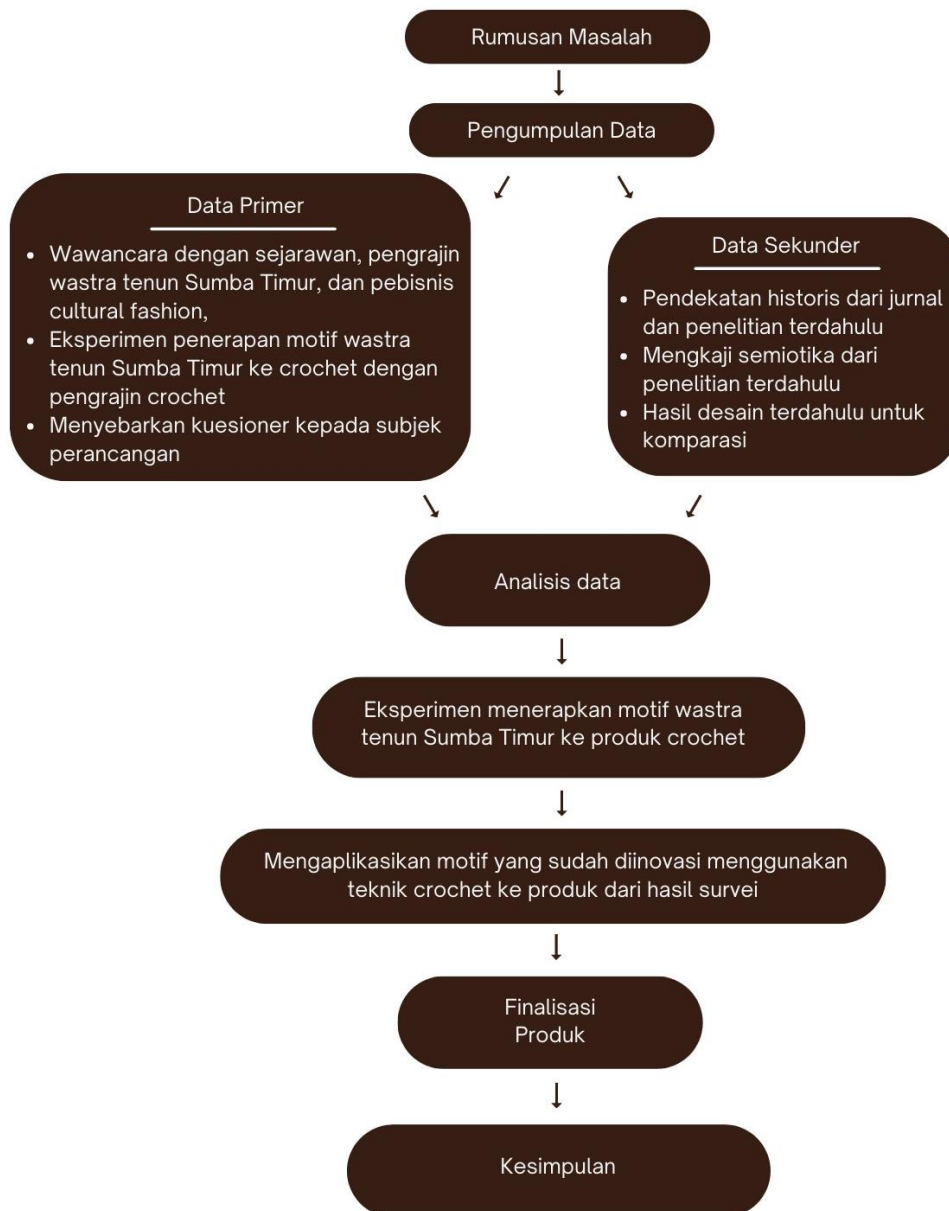 Rumusan Masalah
Pengumpulan Data
Data Primer
• Wawancara dengan sejarawan, pengrajin
wastra tenun Sumba Timur, dan pebisnis
cultural fashion,
• Eksperimen penerapan motif wastra
tenun Sumba Timur ke crochet dengan
pengrajin crochet
• Menyebarkan kuesioner kepada subjek
perancangan
Data Sekunder
• Pendekatan historis dari jurnal
dan penelitian terdahulu
• Mengkaji semiotika dari
penelitian terdahulu
• Hasil desain terdahulu untuk
komparasi
Analisis data
Eksperimen menerapkan motif wastra
tenun Sumba Timur ke produk crochet
Mengaplikasikan motif yang sudah diinovasi menggunakan
teknik crochet ke produk dari hasil survei
Finalisasi
Produk
Kesimpulan